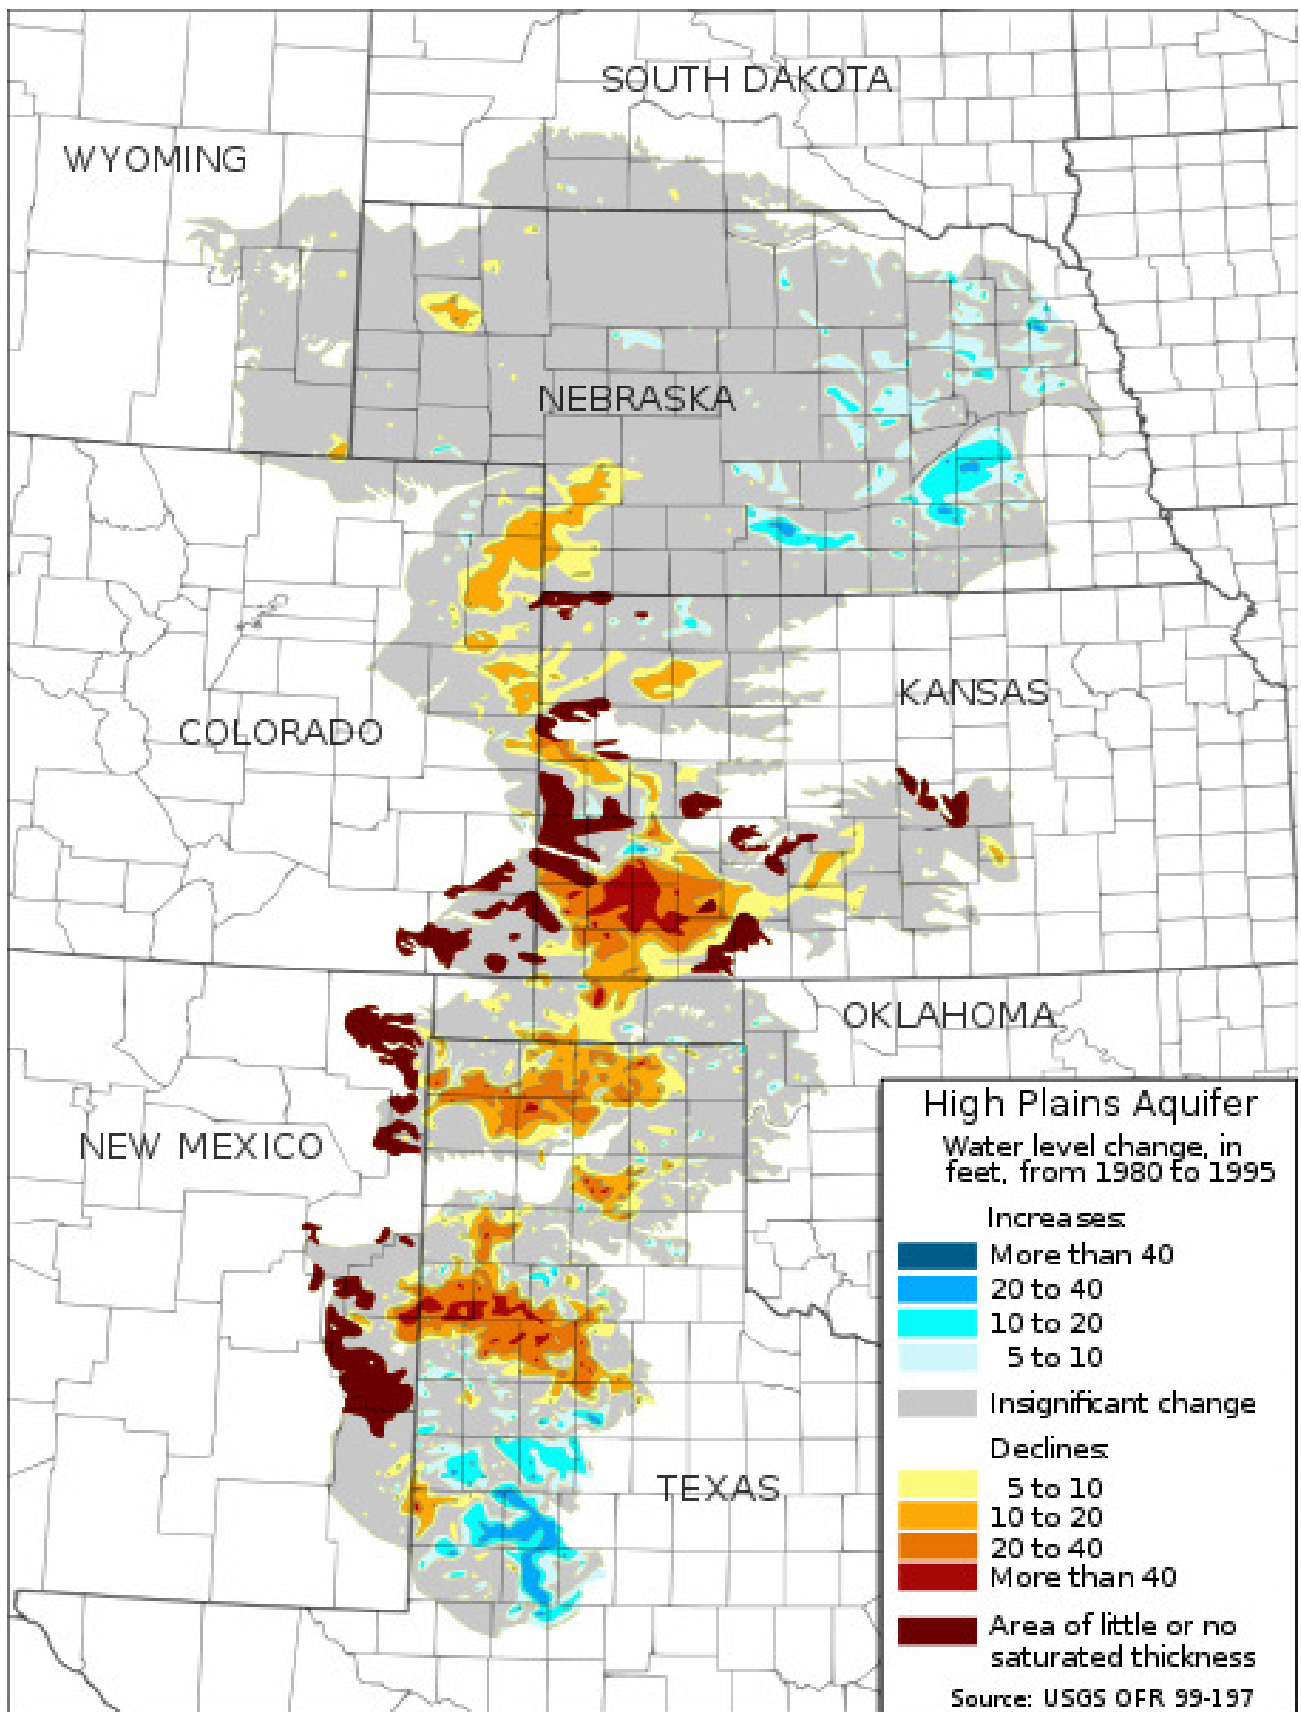 SOUTH DAKOTA
WYOMING
NEBRASKA
KANSAS
COLORADO
OKLAHOMA
NEW MEXICO
TEXAS
High Plains Aquifer
Water level change, in
feet, from 1980 to 1995
Increases:
More than 40
20 to 40
10 to 20
5 to 10
Insignificant change
Declines:
5 to 10
10 to 20
20 to 40
More than 40
Area of little or no
saturated thickness
Source: USGS OFR 99-197